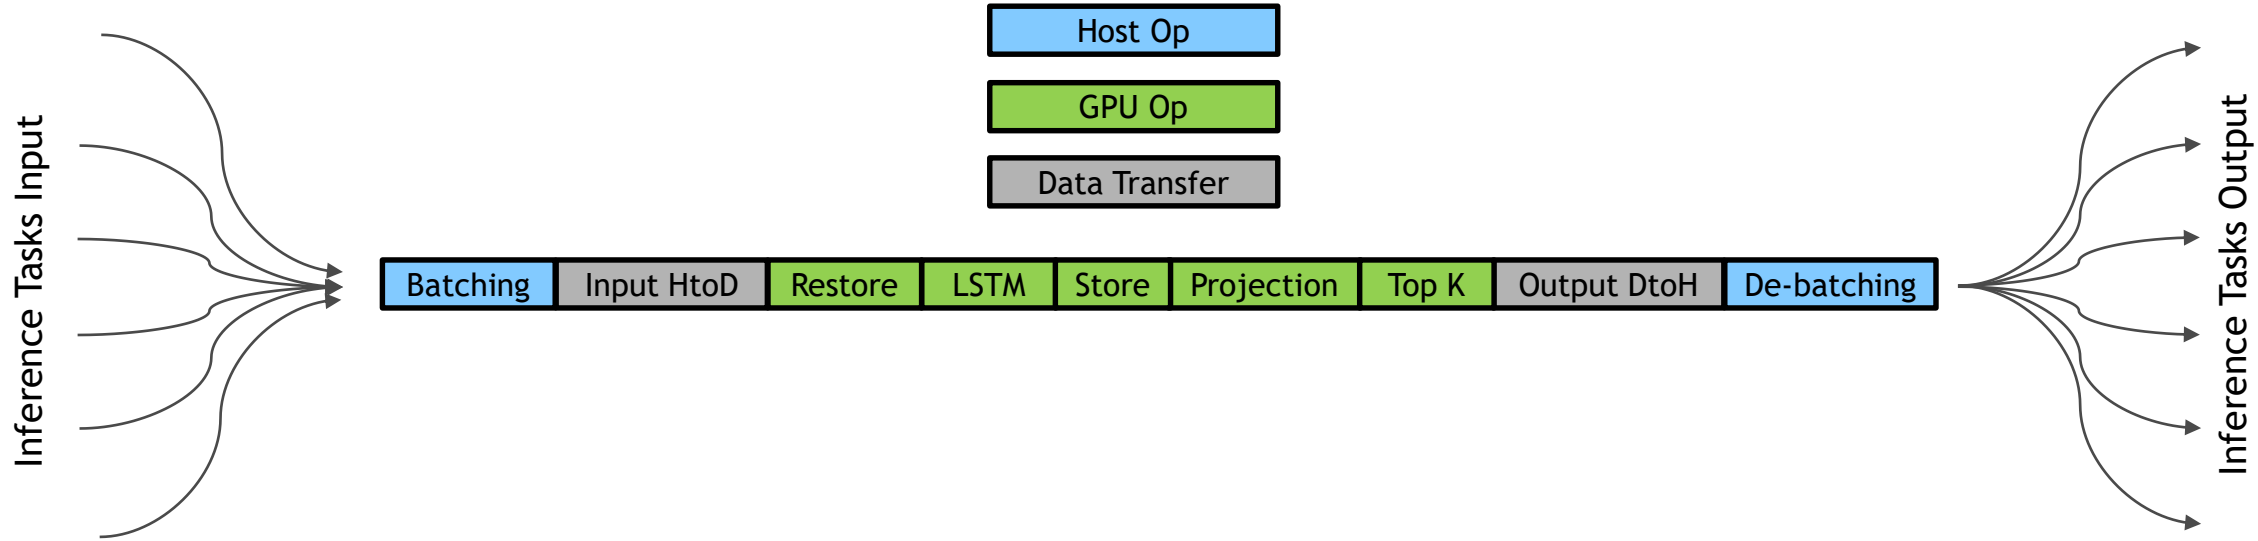 Host Op
GPU Op
Data Transfer
Inference Tasks Input
Batching
Input HtoD
Restore
LSTM
Store
Projection
Top K
Output DtoH
De-batching
Inference Tasks Output